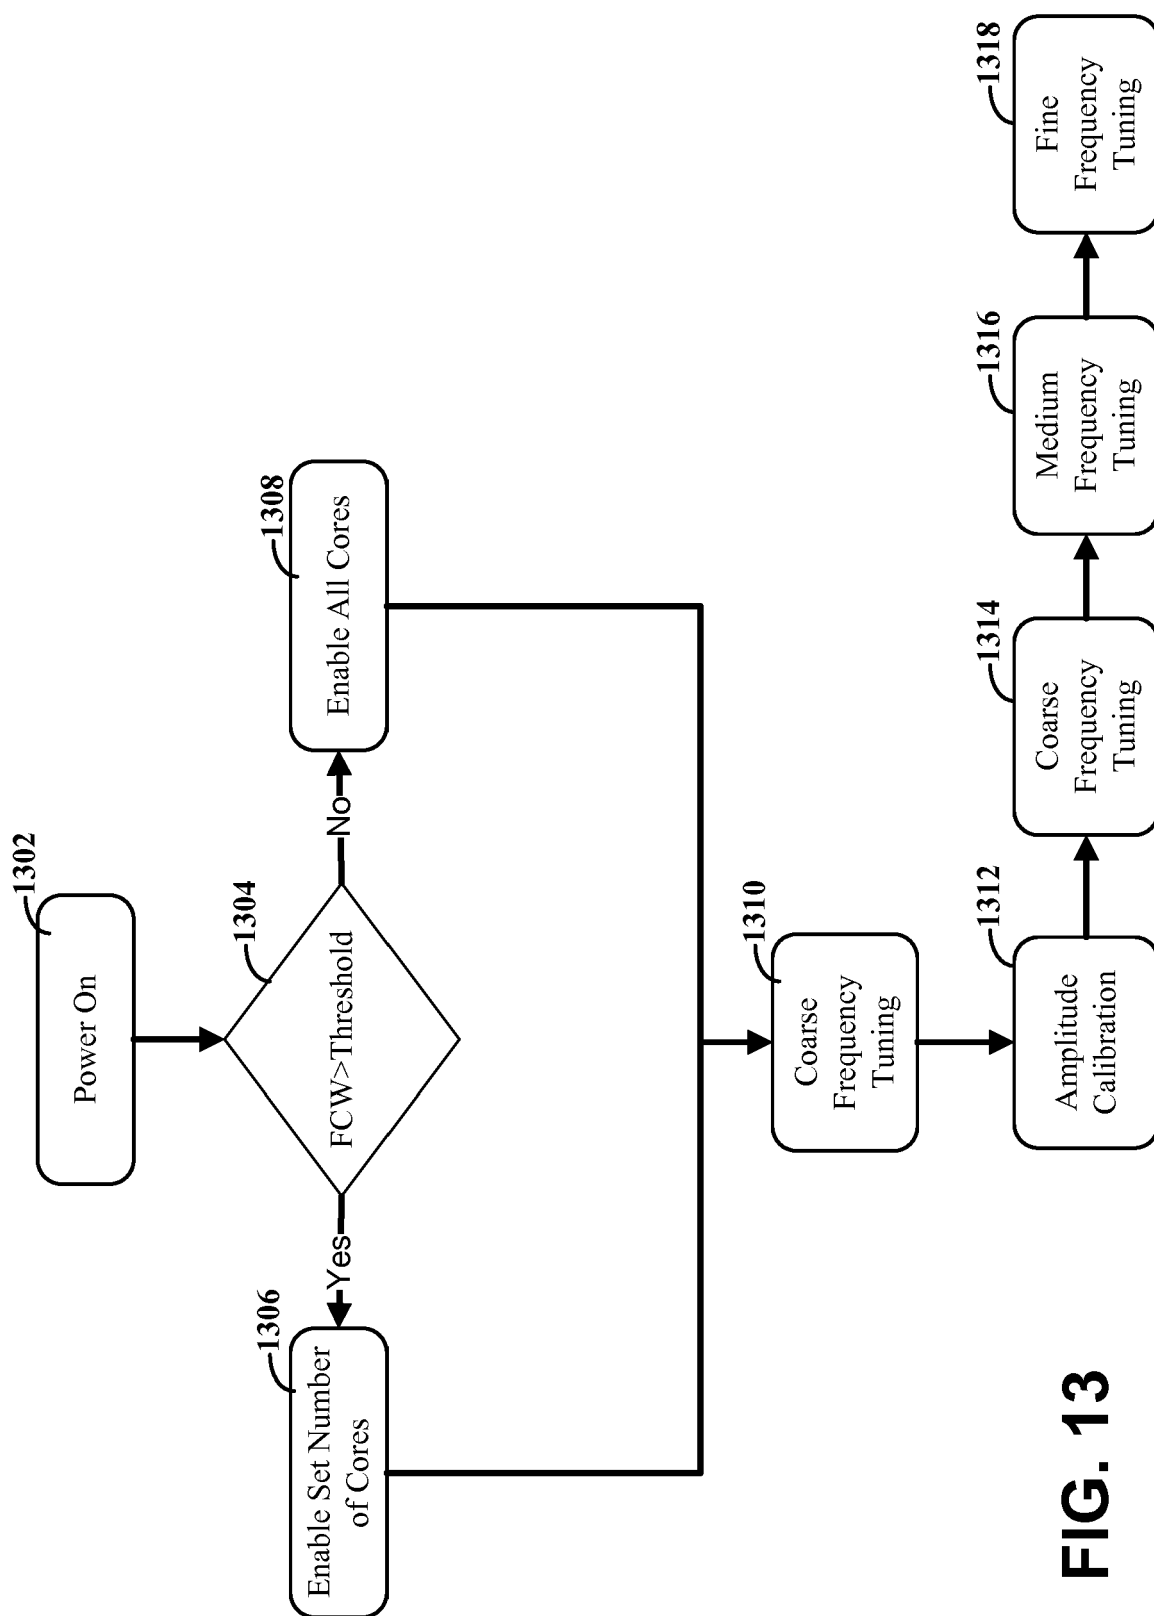 1302
Power On
1304
FCW>Threshold
Yes
No
1306
Enable Set Number
of Cores
1308
Enable All Cores
1310
Coarse
Frequency
Tuning
1312
Amplitude
Calibration
1314
Coarse
Frequency
Tuning
1316
Medium
Frequency
Tuning
1318
Fine
Frequency
Tuning
FIG. 13